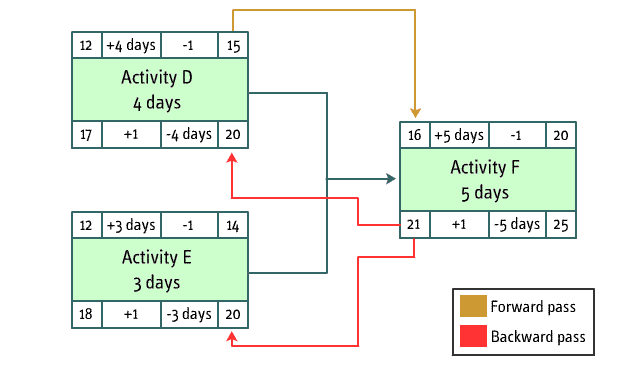 12 +4 days -1 15
Activity D
4 days
17 +1 -4 days 20
16 +5 days -1 20
Activity F
5 days
21 +1 -5 days 25
12 +3 days -1 14
Activity E
3 days
18 +1 -3 days 20
Forward pass
Backward pass